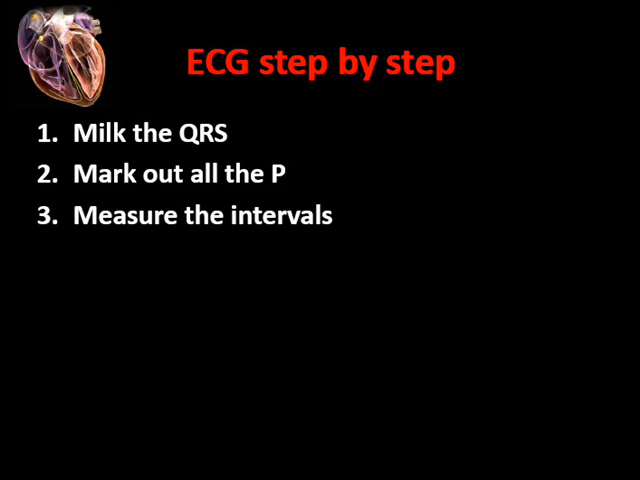 ECG step by step
1. Milk the QRS
2. Mark out all the P
3. Measure the intervals